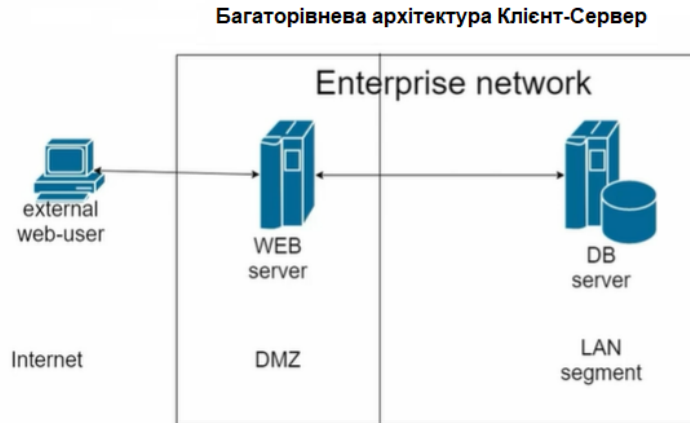 Багаторівнева архітектура Клієнт-Сервер
Enterprise network
external
web-user
WEB
server
DB
server
Internet
DMZ
LAN
segment